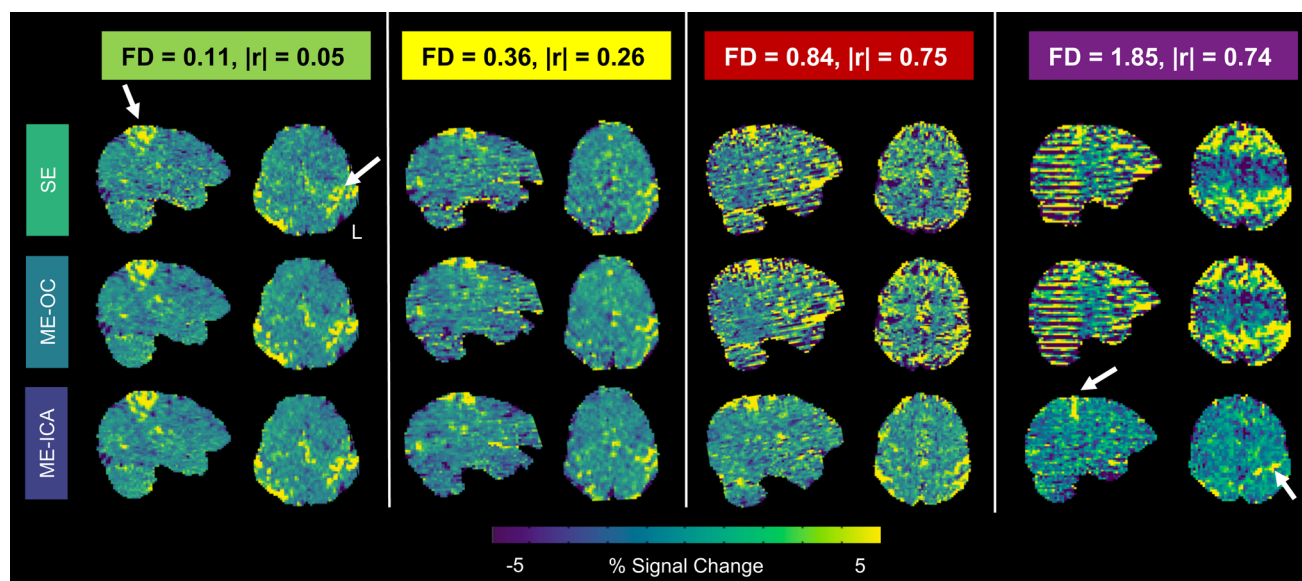 FD = 0.11, |r| = 0.05
FD = 0.36, |r| = 0.26
FD = 0.84, |r| = 0.75
FD = 1.85, |r| = 0.74
SE
L
ME-OC
ME-ICA
-5 % Signal Change 5